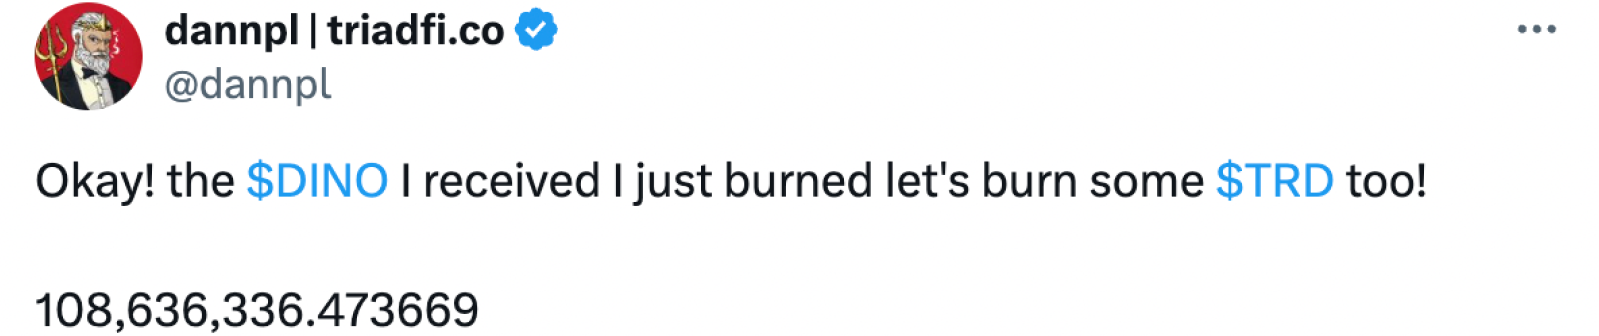 dannpl | triadfi.co
@dannpl
Okay! the $DINO I received I just burned let's burn some $TRD too!
108,636,336.473669